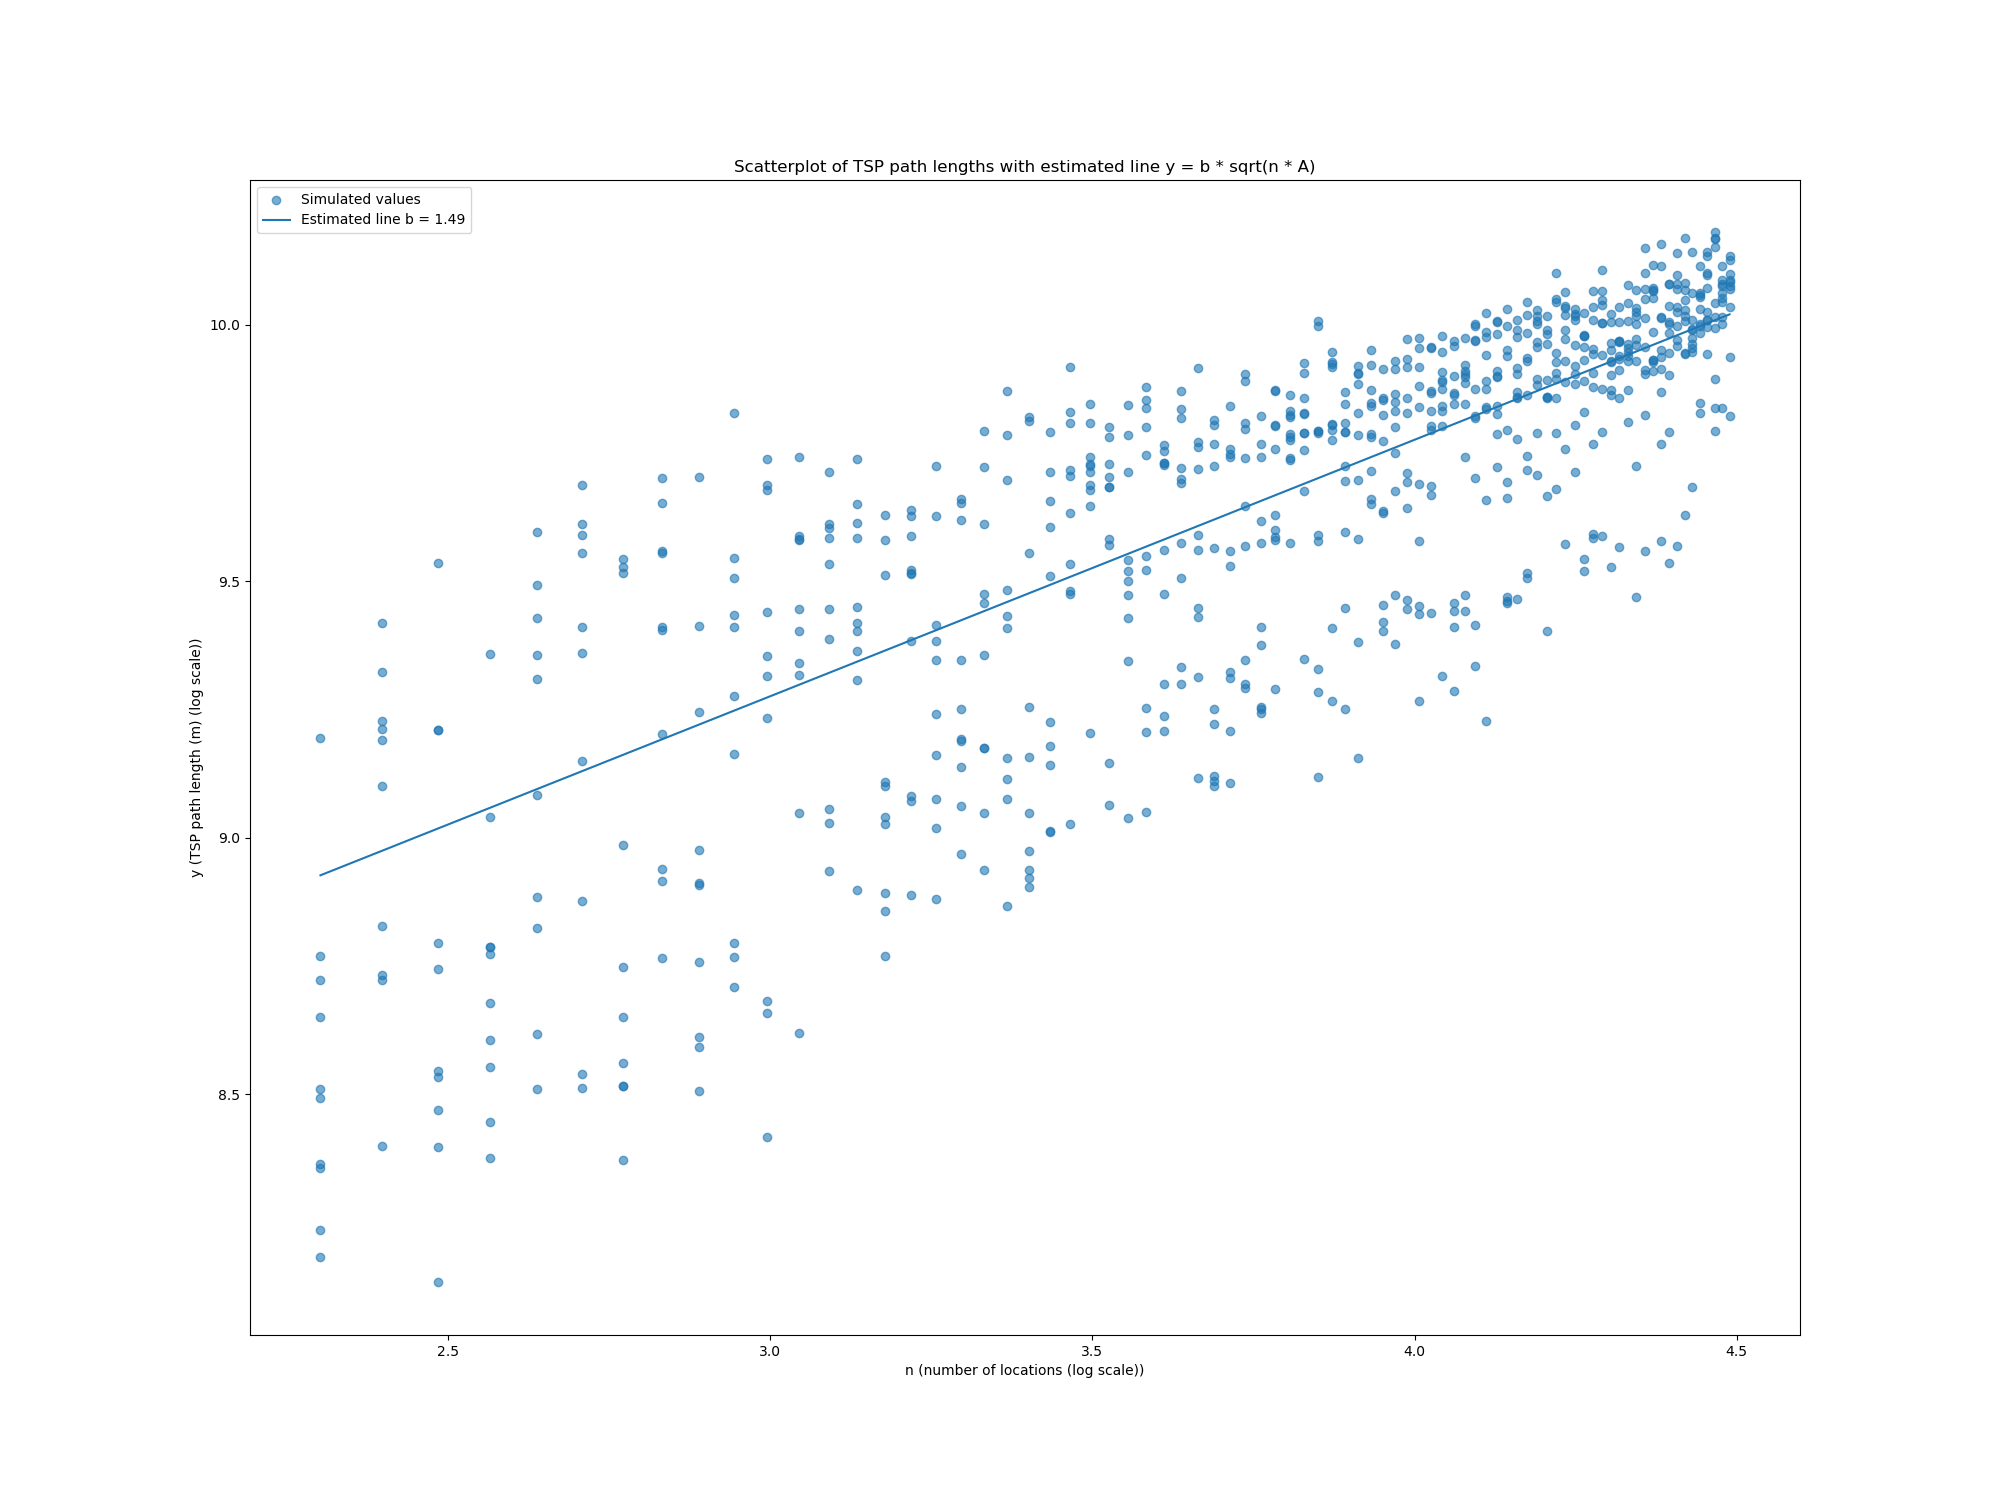 Scatterplot of TSP path lengths with estimated line y = b * sqrt(n * A)
Simulated values
Estimated line b = 1.49
10.0
9.5
9.0
8.5
y (TSP path length (m) (log scale))
2.5
3.0
3.5
4.0
4.5
n (number of locations (log scale))